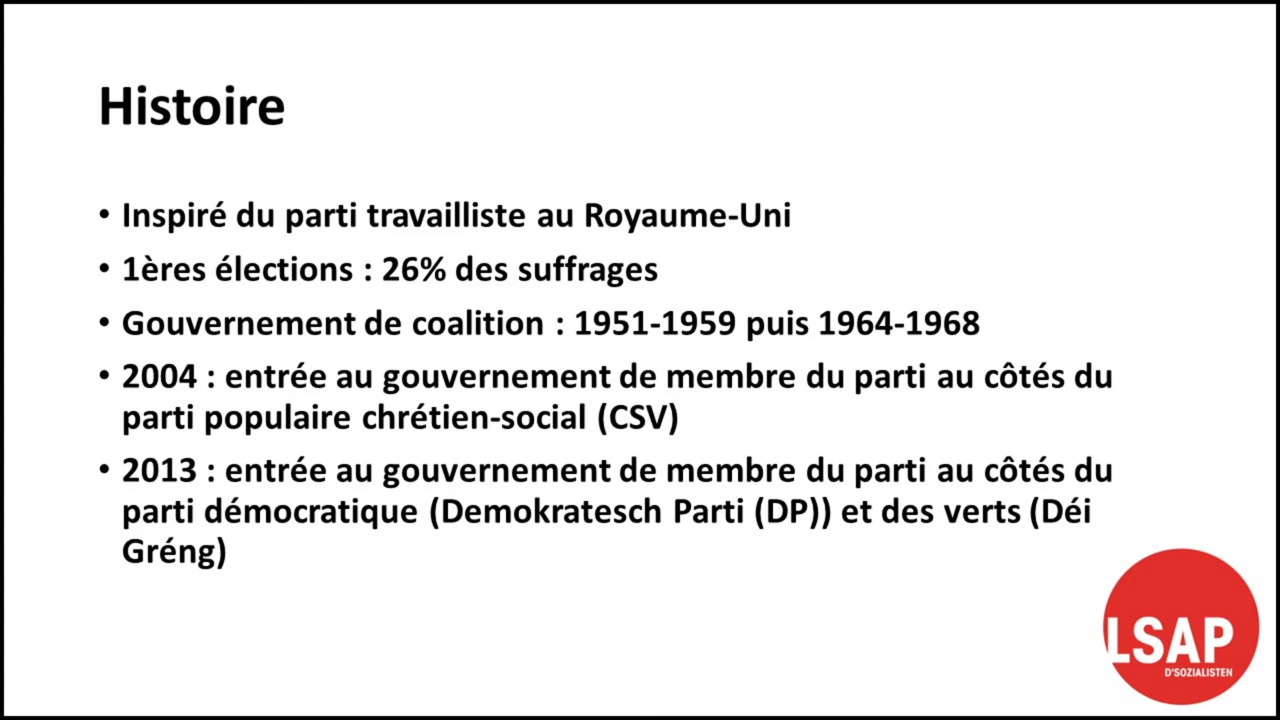 Histoire
• Inspiré du parti travailliste au Royaume-Uni
• 1ères élections : 26% des suffrages
• Gouvernement de coalition : 1951-1959 puis 1964-1968
• 2004 : entrée au gouvernement de membre du parti au côtés du
parti populaire chrétien-social (CSV)
• 2013 : entrée au gouvernement de membre du parti au côtés du
parti démocratique (Demokratesch Parti (DP)) et des verts (Déi
Gréng)
LSAP
D'SOZIALISTEN